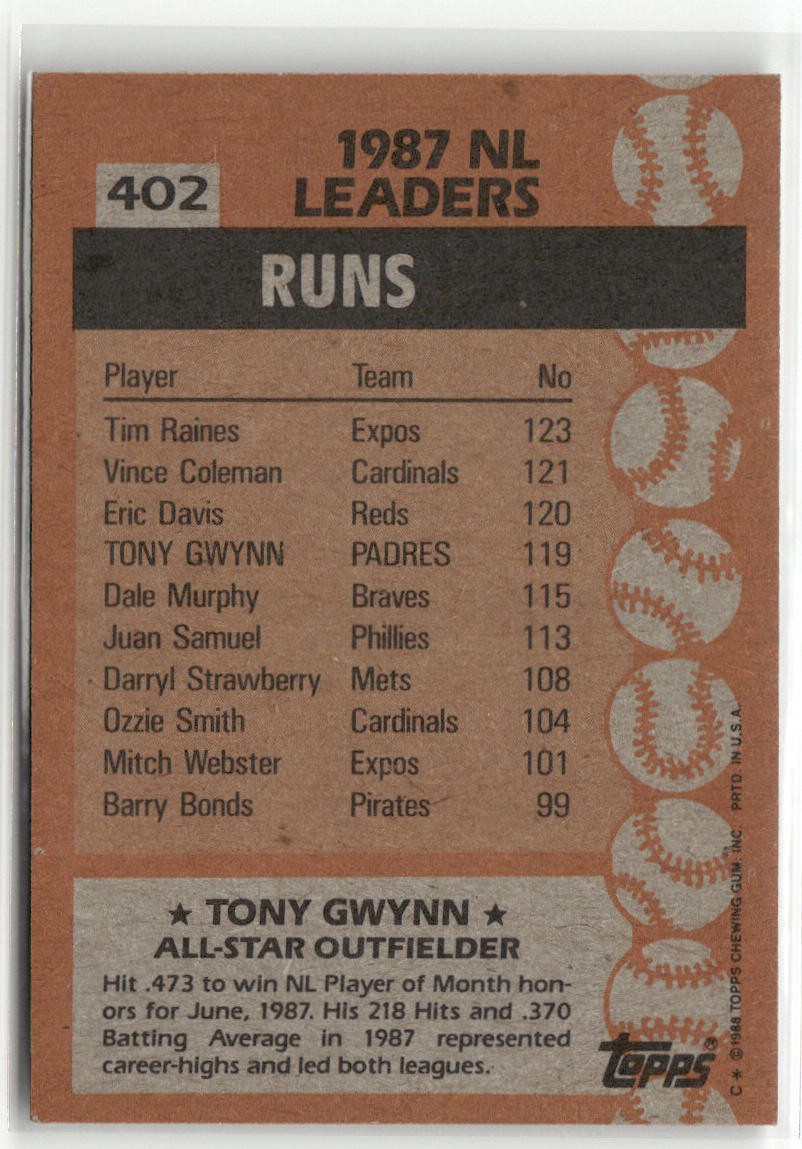 402
1987 NL
LEADERS
RUNS
Player Team No
Tim Raines Expos 123
Vince Coleman Cardinals 121
Eric Davis Reds 120
TONY GWYNN PADRES 119
Dale Murphy Braves 115
Juan Samuel Phillies 113
Darryl Strawberry Mets 108
Ozzie Smith Cardinals 104
Mitch Webster Expos 101
Barry Bonds Pirates 99
★ TONY GWYNN ★
ALL-STAR OUTFIELDER
Hit .473 to win NL Player of Month hon-
ors for June, 1987. His 218 Hits and .370
Batting Average in 1987 represented
career-highs and led both leagues.
Topps®
C * © 1988 TOPPS CHEWING GUM, INC. PRTD. IN U.S.A.